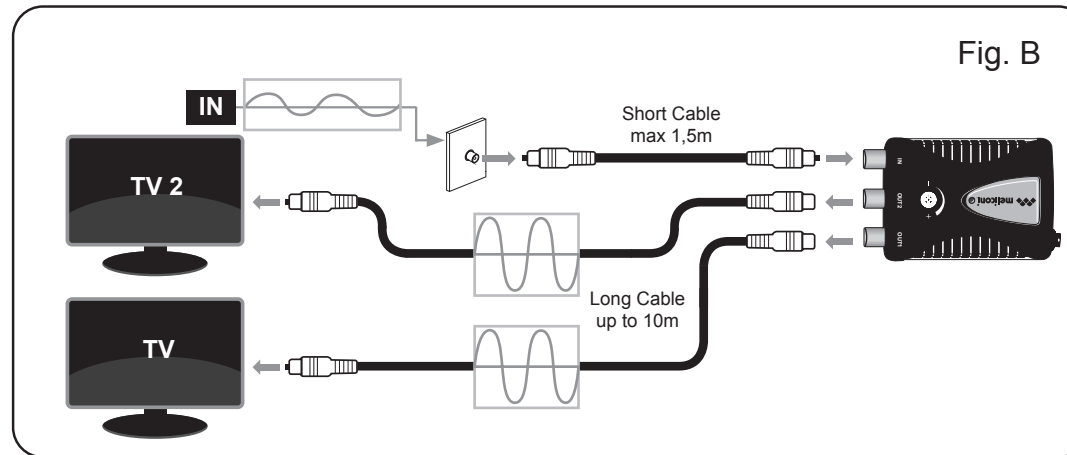 Fig. B
IN
Short Cable
max 1,5m
TV 2
Long Cable
up to 10m
TV
IN
OUT2
OUT1
-
+
meliconi